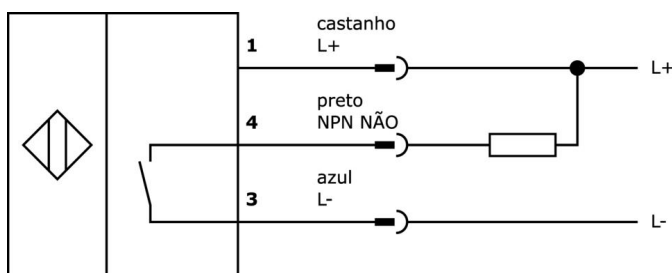 castanho
1 L+
L+
preto
4 NPN NÃO
azul
3 L-
L-